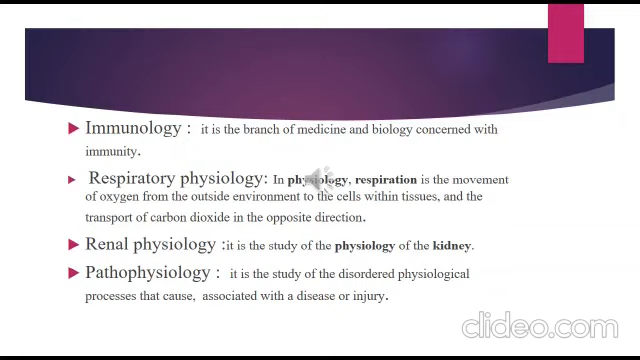 Immunology : it is the branch of medicine and biology concerned with
immunity.
Respiratory physiology: In physiology, respiration is the movement
of oxygen from the outside environment to the cells within tissues, and the
transport of carbon dioxide in the opposite direction.
Renal physiology :it is the study of the physiology of the kidney.
Pathophysiology : it is the study of the disordered physiological
processes that cause, associated with a disease or injury.
clideo.com